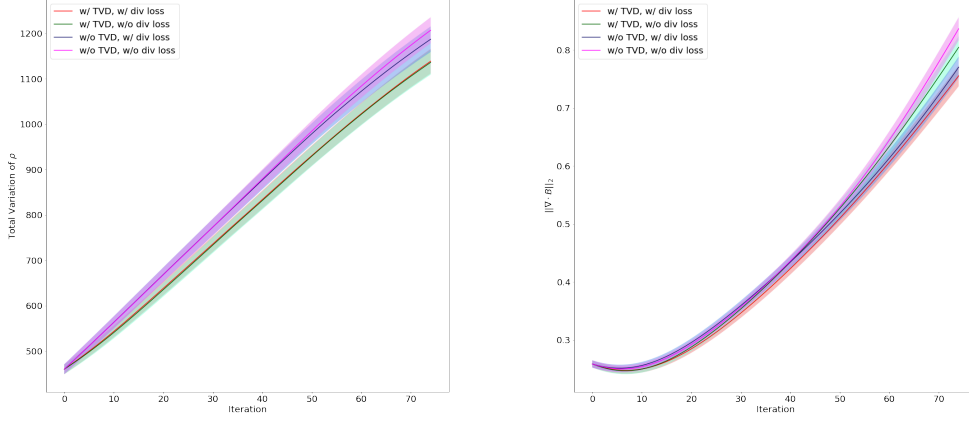 w/ TVD, w/ div loss
w/ TVD, w/o div loss
w/o TVD, w/ div loss
w/o TVD, w/o div loss
1200
1100
1000
900
800
700
600
500
Total Variation of ρ
0 10 20 30 40 50 60 70
Iteration
w/ TVD, w/ div loss
w/ TVD, w/o div loss
w/o TVD, w/ div loss
w/o TVD, w/o div loss
0.8
0.7
0.6
0.5
0.4
0.3
||∇ · B||₂
0 10 20 30 40 50 60 70
Iteration